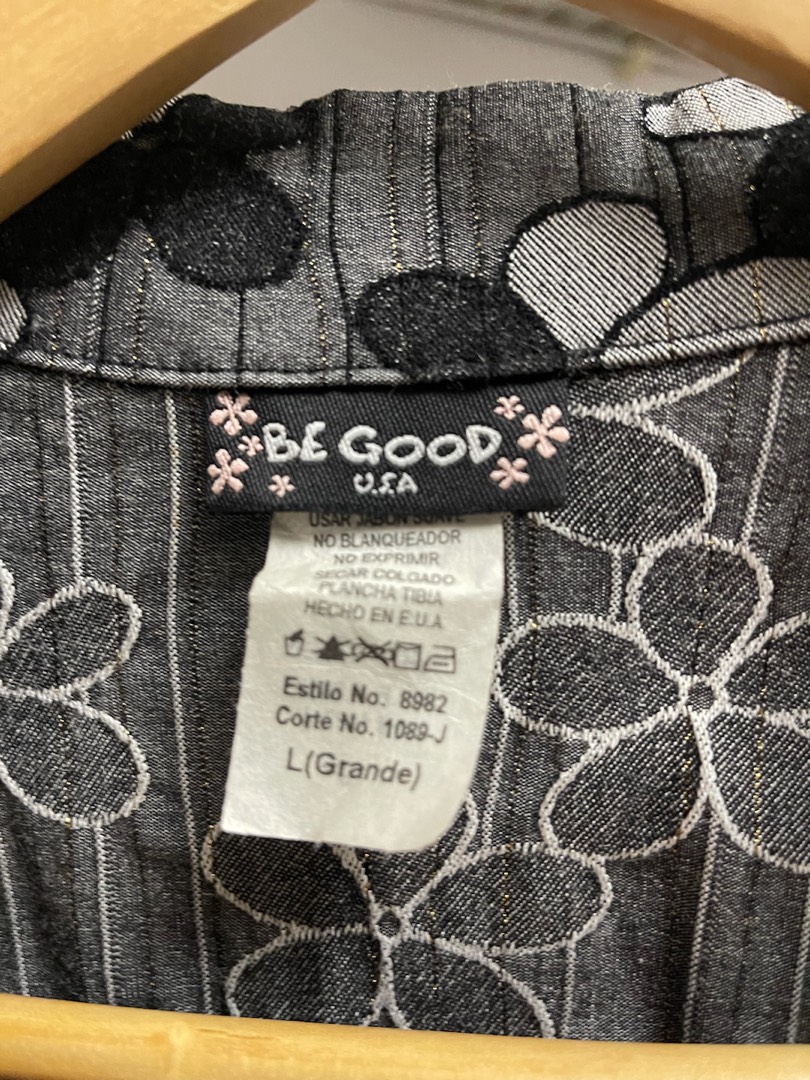 BE GOOD
U.S.A
USAR JABON SUAVE
NO BLANQUEADOR
NO EXPRIMIR
SECAR COLGADO
PLANCHA TIBIA
HECHO EN E.U.A.
Estilo No. 8982
Corte No. 1089-J
L(Grande)